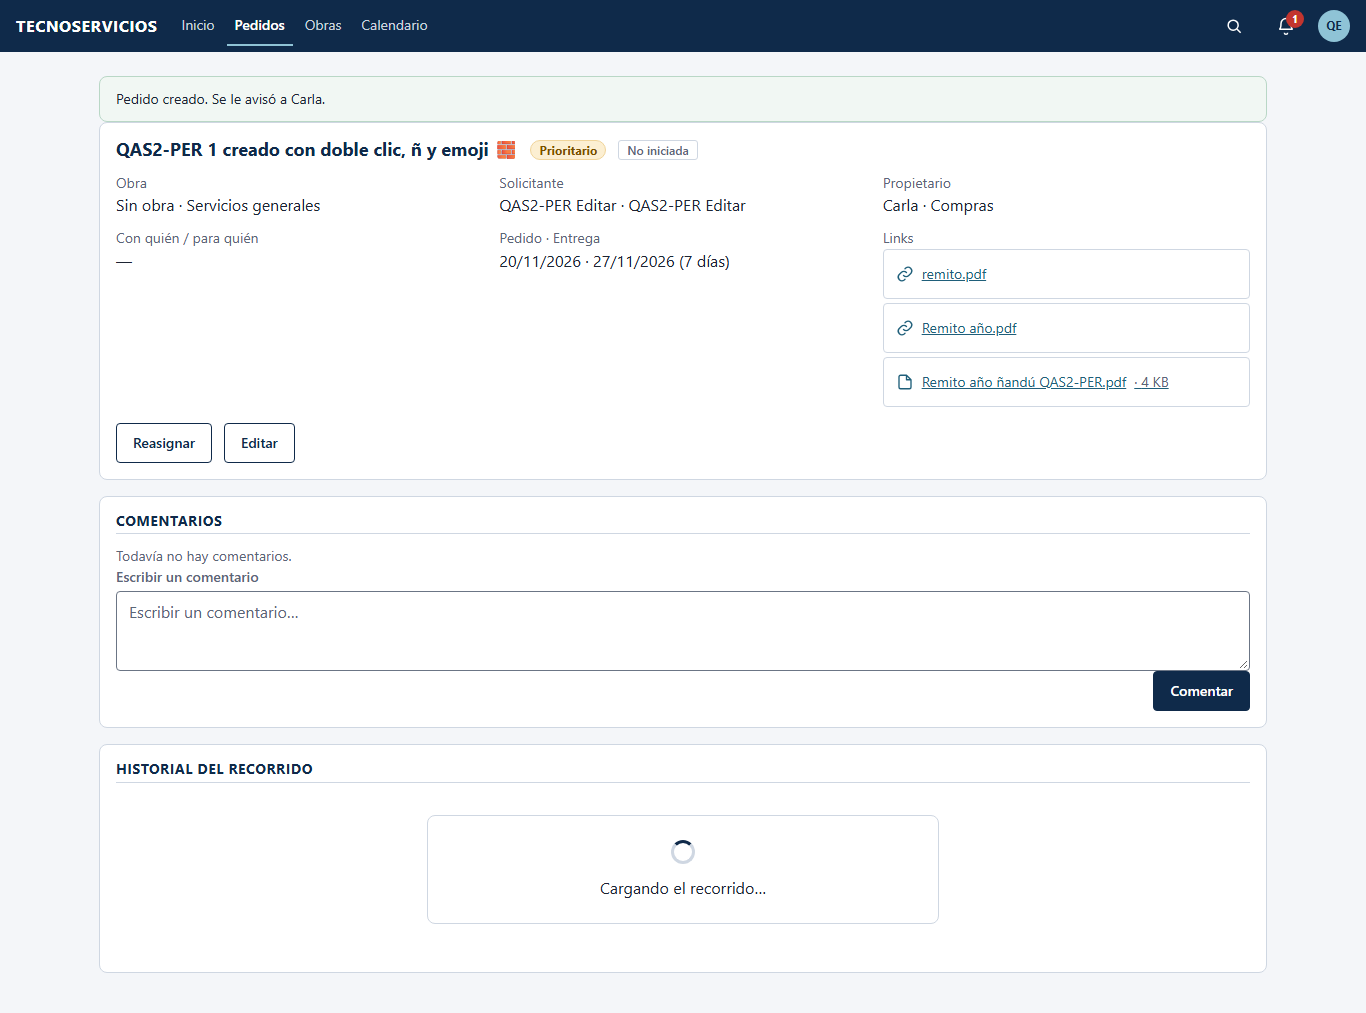 TECNOSERVICIOS Inicio Pedidos Obras Calendario 1 QE
Pedido creado. Se le avisó a Carla.
QAS2-PER 1 creado con doble clic, ñ y emoji 🧱 Prioritario No iniciada
Obra
Sin obra · Servicios generales
Solicitante
QAS2-PER Editar · QAS2-PER Editar
Propietario
Carla · Compras
Con quién / para quién
—
Pedido · Entrega
20/11/2026 · 27/11/2026 (7 días)
Links
remito.pdf
Remito año.pdf
Remito año ñandú QAS2-PER.pdf · 4 KB
Reasignar Editar
COMENTARIOS
Todavía no hay comentarios.
Escribir un comentario
Escribir un comentario...
Comentar
HISTORIAL DEL RECORRIDO
Cargando el recorrido...